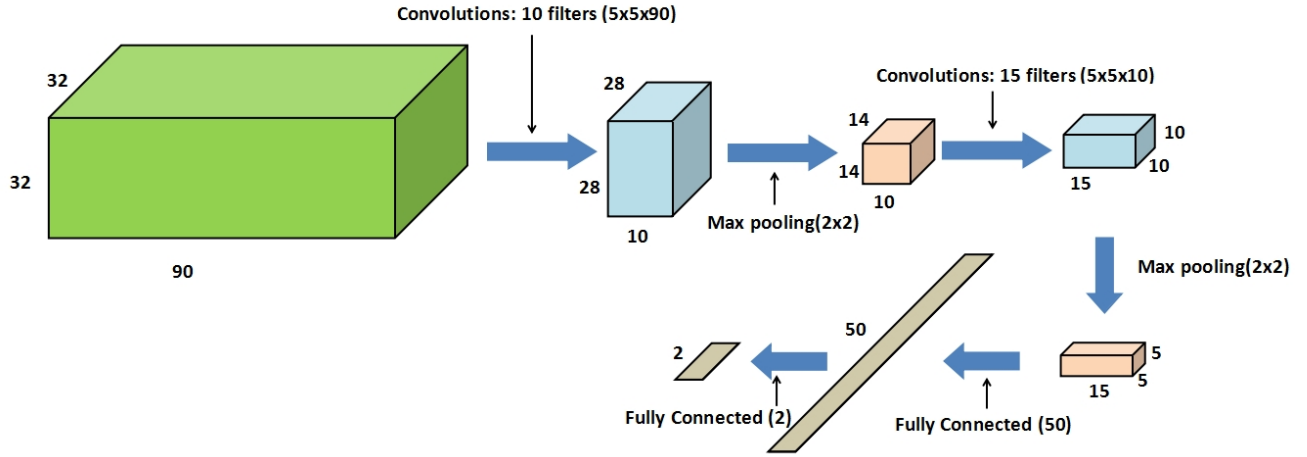 Convolutions: 10 filters (5x5x90)
32
32
90
28
28
10
Max pooling(2x2)
14
14
10
Convolutions: 15 filters (5x5x10)
10
10
15
Max pooling(2x2)
5
5
15
Fully Connected (50)
50
Fully Connected (2)
2